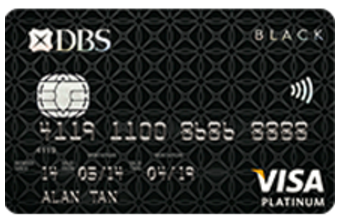 DBS BLACK
4119 1100 8686 8888
4119
14 05/14 04/19
VISA
ALAN TAN PLATINUM